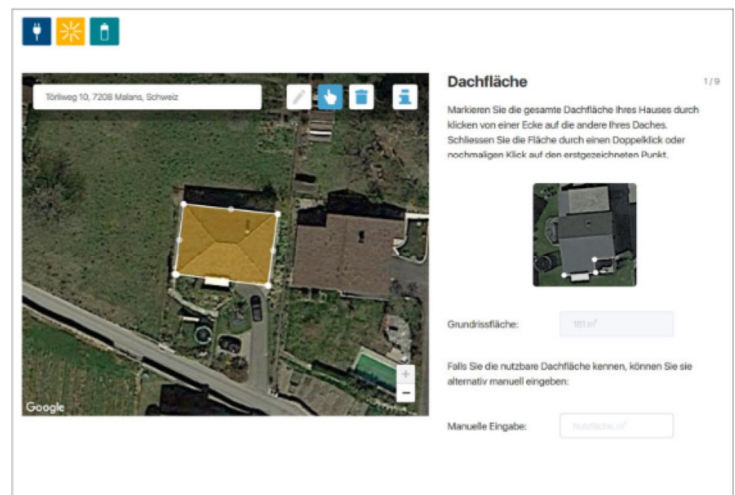 Törliweg 10, 7208 Malans, Schweiz
Dachfläche
1/9
Markieren Sie die gesamte Dachfläche Ihres Hauses durch
klicken von einer Ecke auf die andere Ihres Daches.
Schliessen Sie die Fläche durch einen Doppelklick oder
nochmaligen Klick auf den erstgezeichneten Punkt.
Grundrissfläche:
Falls Sie die nutzbare Dachfläche kennen, können Sie sie
alternativ manuell eingeben:
Manuelle Eingabe:
Nutzfläche m²
Google